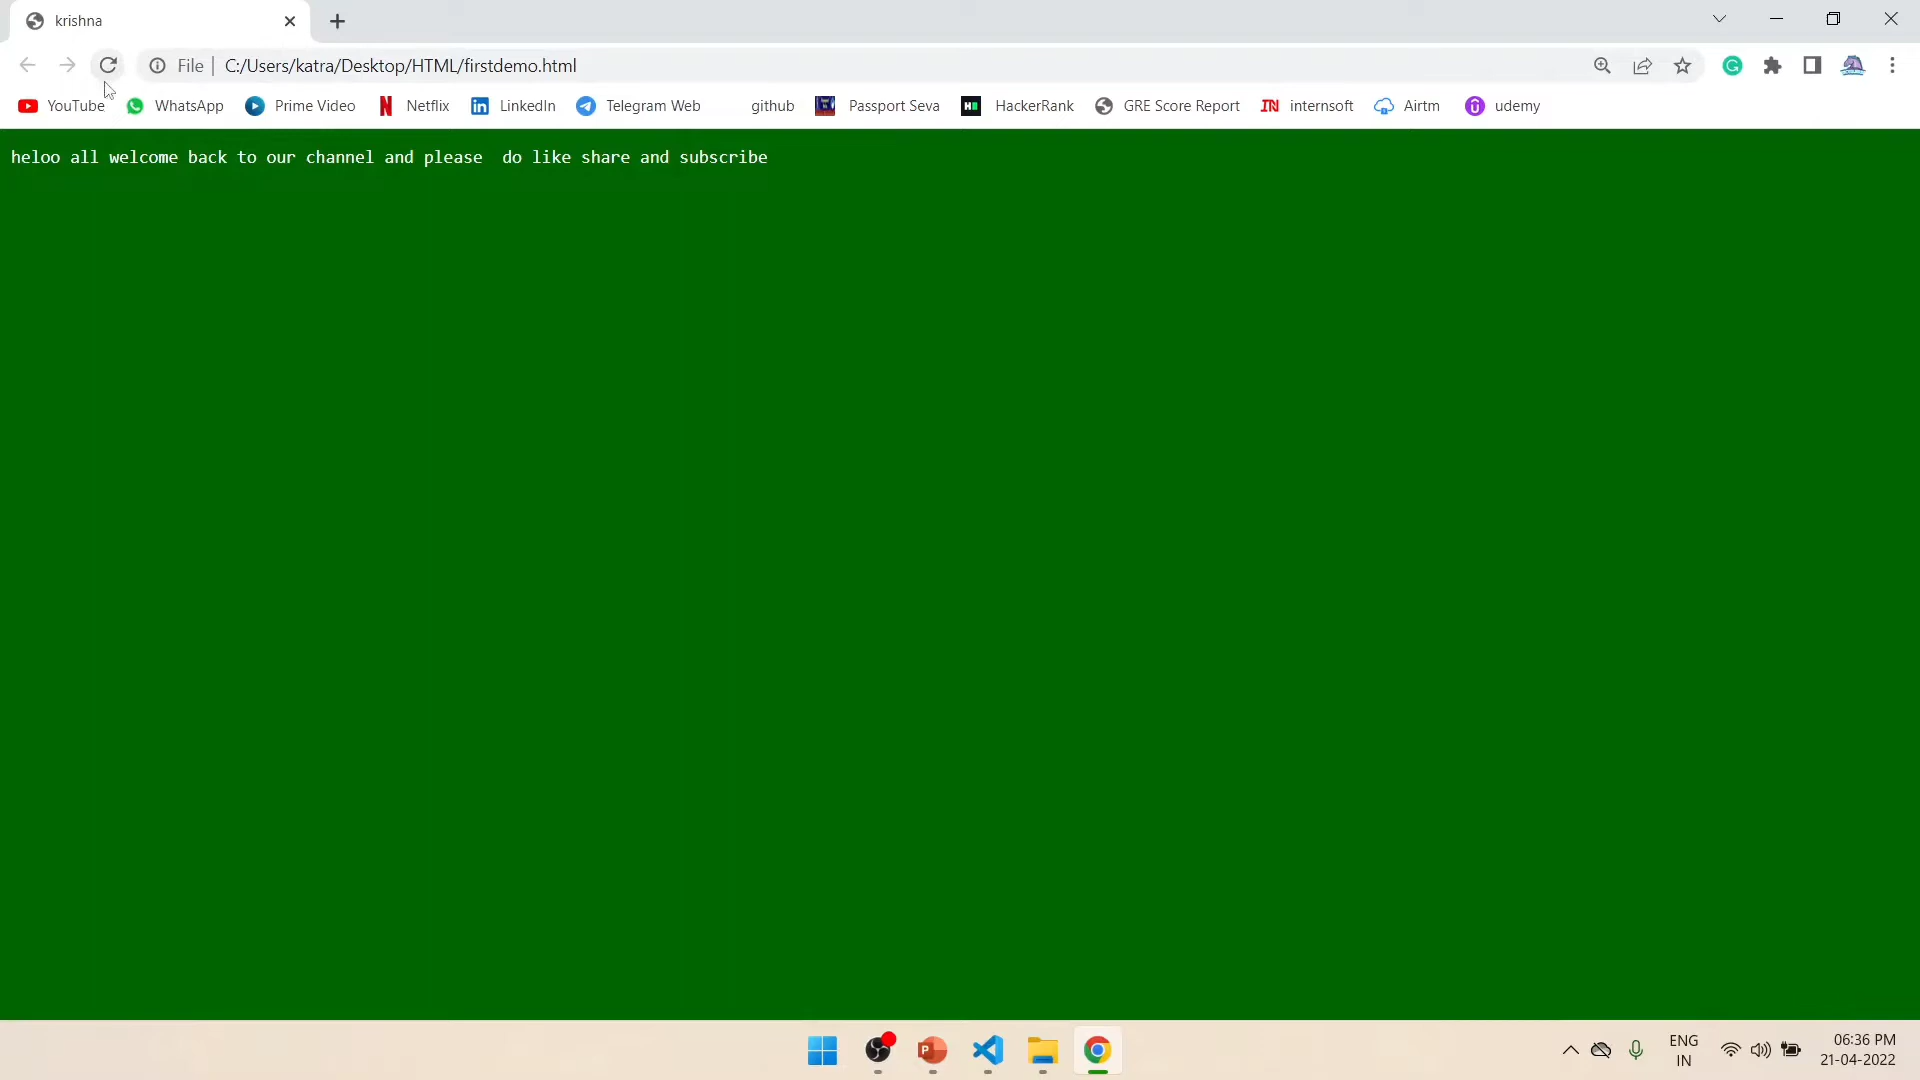 krishna
File | C:/Users/katra/Desktop/HTML/firstdemo.html
YouTube WhatsApp Prime Video Netflix LinkedIn Telegram Web github Passport Seva HackerRank GRE Score Report internsoft Airtm udemy
heloo all welcome back to our channel and please  do like share and subscribe
ENG 06:36 PM
IN 21-04-2022